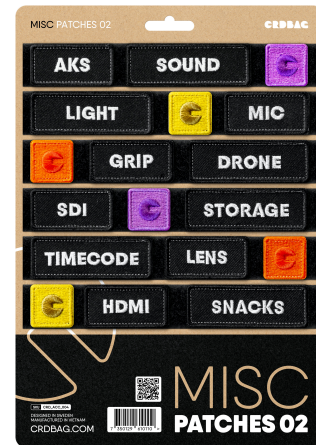 MISC PATCHES 02
CRDBAG
AKS
SOUND
LIGHT
MIC
GRIP
DRONE
SDI
STORAGE
TIMECODE
LENS
HDMI
SNACKS
MISC
PATCHES 02
CRD_ACC_004
DESIGNED IN SWEDEN
MANUFACTURED IN VIETNAM
CRDBAG.COM